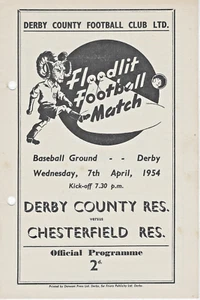 DERBY COUNTY FOOTBALL CLUB LTD.
Floodlit
Football
Match
Baseball Ground - - Derby
Wednesday, 7th April, 1954
Kick-off 7.30 p.m.
DERBY COUNTY RES.
versus
CHESTERFIELD RES.
Official Programme
2d.